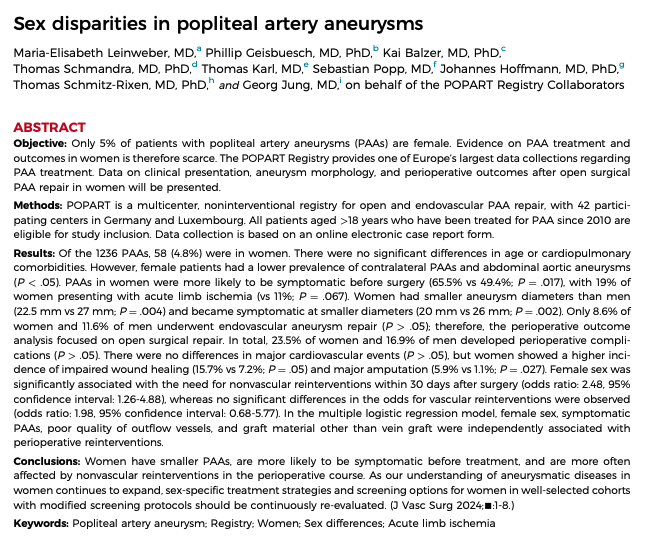 Sex disparities in popliteal artery aneurysms
Maria-Elisabeth Leinweber, MD,a Phillip Geisbuesch, MD, PhD,b Kai Balzer, MD, PhD,c
Thomas Schmandra, MD, PhD,d Thomas Karl, MD,e Sebastian Popp, MD,f Johannes Hoffmann, MD, PhD,g
Thomas Schmitz-Rixen, MD, PhD,h and Georg Jung, MD,i on behalf of the POPART Registry Collaborators
ABSTRACT
Objective: Only 5% of patients with popliteal artery aneurysms (PAAs) are female. Evidence on PAA treatment and
outcomes in women is therefore scarce. The POPART Registry provides one of Europe's largest data collections regarding
PAA treatment. Data on clinical presentation, aneurysm morphology, and perioperative outcomes after open surgical
PAA repair in women will be presented.
Methods: POPART is a multicenter, noninterventional registry for open and endovascular PAA repair, with 42 partici-
pating centers in Germany and Luxembourg. All patients aged >18 years who have been treated for PAA since 2010 are
eligible for study inclusion. Data collection is based on an online electronic case report form.
Results: Of the 1236 PAAs, 58 (4.8%) were in women. There were no significant differences in age or cardiopulmonary
comorbidities. However, female patients had a lower prevalence of contralateral PAAs and abdominal aortic aneurysms
(P < .05). PAAs in women were more likely to be symptomatic before surgery (65.5% vs 49.4%; P = .017), with 19% of
women presenting with acute limb ischemia (vs 11%; P = .067). Women had smaller aneurysm diameters than men
(22.5 mm vs 27 mm; P = .004) and became symptomatic at smaller diameters (20 mm vs 26 mm; P = .002). Only 8.6% of
women and 11.6% of men underwent endovascular aneurysm repair (P > .05); therefore, the perioperative outcome
analysis focused on open surgical repair. In total, 23.5% of women and 16.9% of men developed perioperative compli-
cations (P > .05). There were no differences in major cardiovascular events (P > .05), but women showed a higher inci-
dence of impaired wound healing (15.7% vs 7.2%; P = .05) and major amputation (5.9% vs 1.1%; P = .027). Female sex was
significantly associated with the need for nonvascular reinterventions within 30 days after surgery (odds ratio: 2.48, 95%
confidence interval: 1.26-4.88), whereas no significant differences in the odds for vascular reinterventions were observed
(odds ratio: 1.98, 95% confidence interval: 0.68-5.77). In the multiple logistic regression model, female sex, symptomatic
PAAs, poor quality of outflow vessels, and graft material other than vein graft were independently associated with
perioperative reinterventions.
Conclusions: Women have smaller PAAs, are more likely to be symptomatic before treatment, and are more often
affected by nonvascular reinterventions in the perioperative course. As our understanding of aneurysmatic diseases in
women continues to expand, sex-specific treatment strategies and screening options for women in well-selected cohorts
with modified screening protocols should be continuously re-evaluated. (J Vasc Surg 2024;■:1-8.)
Keywords: Popliteal artery aneurysm; Registry; Women; Sex differences; Acute limb ischemia